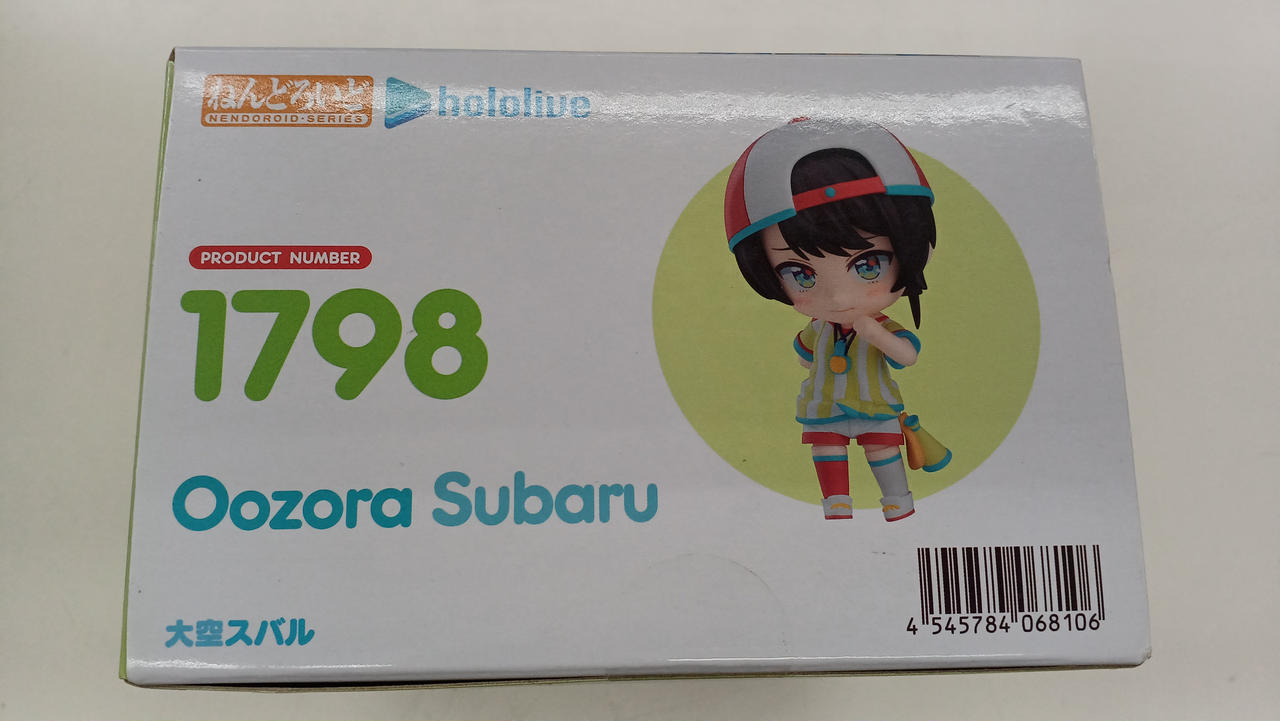 ねんどろいど
NENDOROID·SERIES
hololive
PRODUCT NUMBER
1798
Oozora Subaru
大空スバル
4 545784 068106